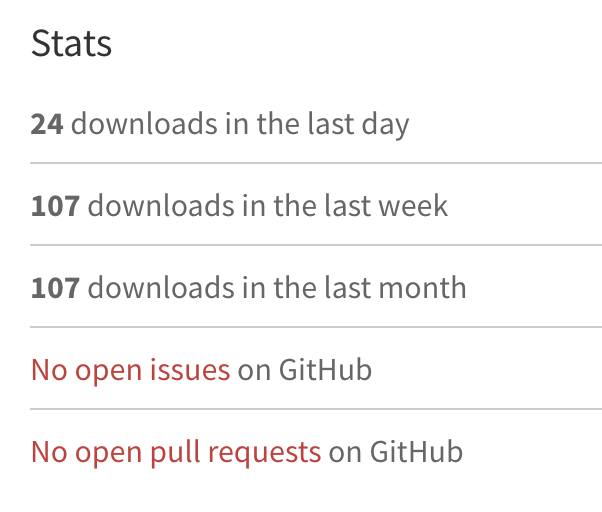 Stats
24 downloads in the last day
107 downloads in the last week
107 downloads in the last month
No open issues on GitHub
No open pull requests on GitHub